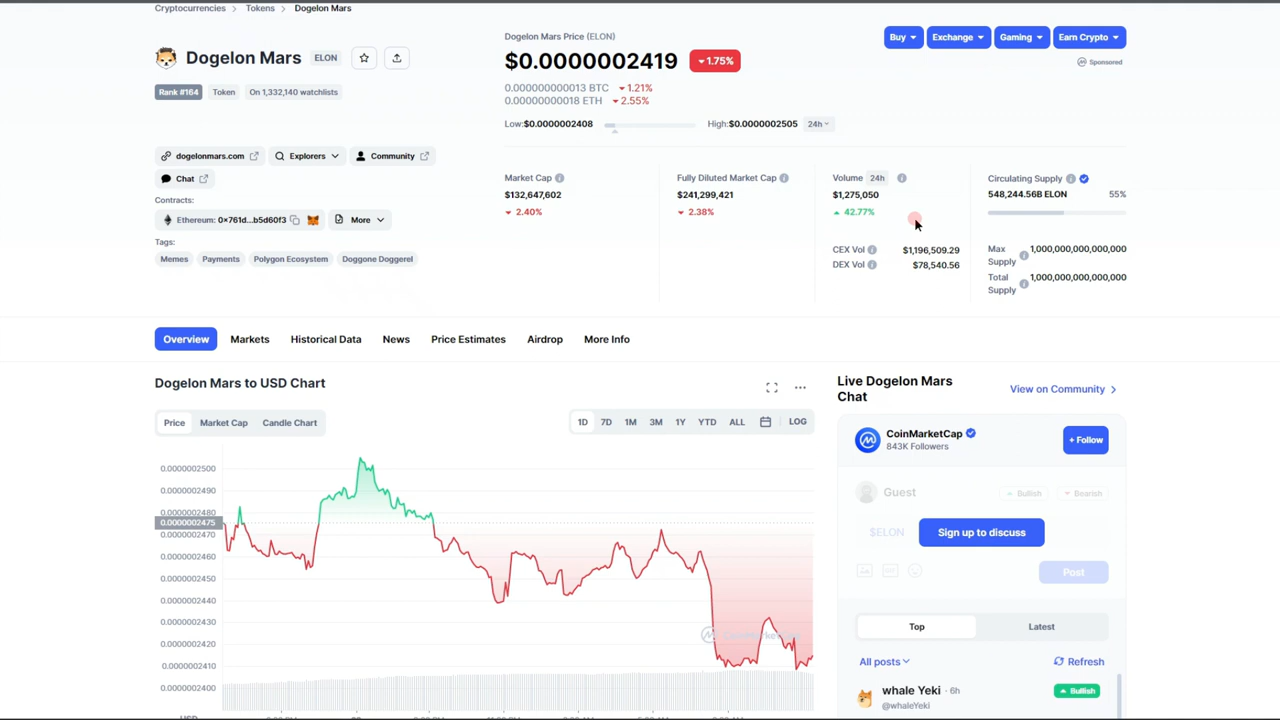 Cryptocurrencies > Tokens > Dogelon Mars
Dogelon Mars ELON
Rank #164 Token On 1,332,140 watchlists
dogelonmars.com Explorers Community
Chat
Contracts:
Ethereum: 0x761d...b5d60f3 More
Tags:
Memes Payments Polygon Ecosystem Doggone Doggerel
Dogelon Mars Price (ELON)
$0.0000002419 1.75%
0.000000000013 BTC 1.21%
0.00000000018 ETH 2.55%
Low:$0.0000002408 High:$0.0000002505 24h
Buy Exchange Gaming Earn Crypto
Sponsored
Market Cap
$132,647,602
2.40%
Fully Diluted Market Cap
$241,299,421
2.38%
Volume 24h
$1,275,050
42.77%
CEX Vol $1,196,509.29
DEX Vol $78,540.56
Circulating Supply
548,244.56B ELON 55%
Max Supply 1,000,000,000,000,000
Total Supply 1,000,000,000,000,000
Overview Markets Historical Data News Price Estimates Airdrop More Info
Dogelon Mars to USD Chart
Price Market Cap Candle Chart
1D 7D 1M 3M 1Y YTD ALL LOG
0.0000002500
0.0000002490
0.0000002480
0.0000002475
0.0000002470
0.0000002460
0.0000002450
0.0000002440
0.0000002430
0.0000002420
0.0000002410
0.0000002400
CoinMarketCap
Live Dogelon Mars
Chat
View on Community >
CoinMarketCap
843K Followers
+ Follow
Guest Bullish Bearish
$ELON Sign up to discuss
Post
Top Latest
All posts Refresh
whale Yeki · 6h Bullish
@whaleYeki